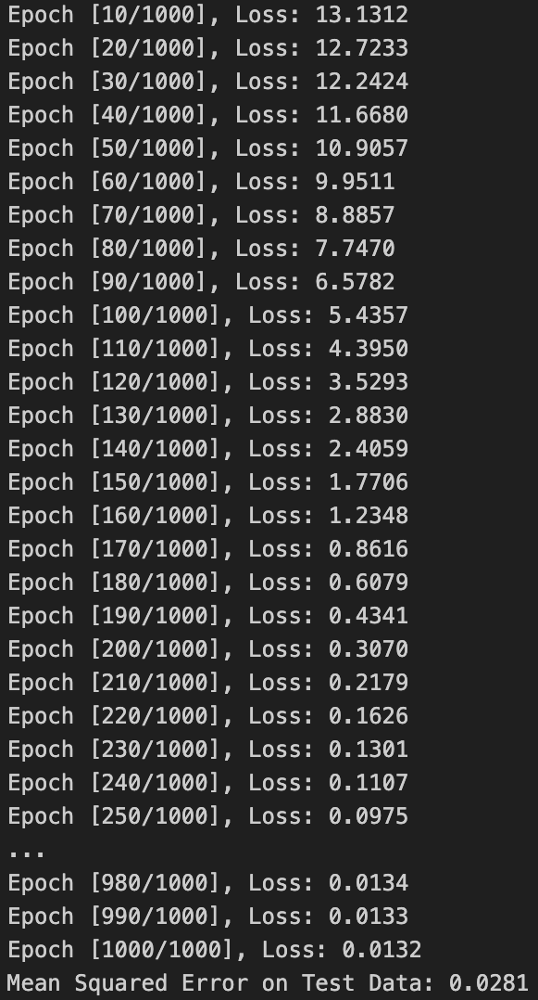 Epoch [10/1000], Loss: 13.1312
Epoch [20/1000], Loss: 12.7233
Epoch [30/1000], Loss: 12.2424
Epoch [40/1000], Loss: 11.6680
Epoch [50/1000], Loss: 10.9057
Epoch [60/1000], Loss: 9.9511
Epoch [70/1000], Loss: 8.8857
Epoch [80/1000], Loss: 7.7470
Epoch [90/1000], Loss: 6.5782
Epoch [100/1000], Loss: 5.4357
Epoch [110/1000], Loss: 4.3950
Epoch [120/1000], Loss: 3.5293
Epoch [130/1000], Loss: 2.8830
Epoch [140/1000], Loss: 2.4059
Epoch [150/1000], Loss: 1.7706
Epoch [160/1000], Loss: 1.2348
Epoch [170/1000], Loss: 0.8616
Epoch [180/1000], Loss: 0.6079
Epoch [190/1000], Loss: 0.4341
Epoch [200/1000], Loss: 0.3070
Epoch [210/1000], Loss: 0.2179
Epoch [220/1000], Loss: 0.1626
Epoch [230/1000], Loss: 0.1301
Epoch [240/1000], Loss: 0.1107
Epoch [250/1000], Loss: 0.0975
...
Epoch [980/1000], Loss: 0.0134
Epoch [990/1000], Loss: 0.0133
Epoch [1000/1000], Loss: 0.0132
Mean Squared Error on Test Data: 0.0281